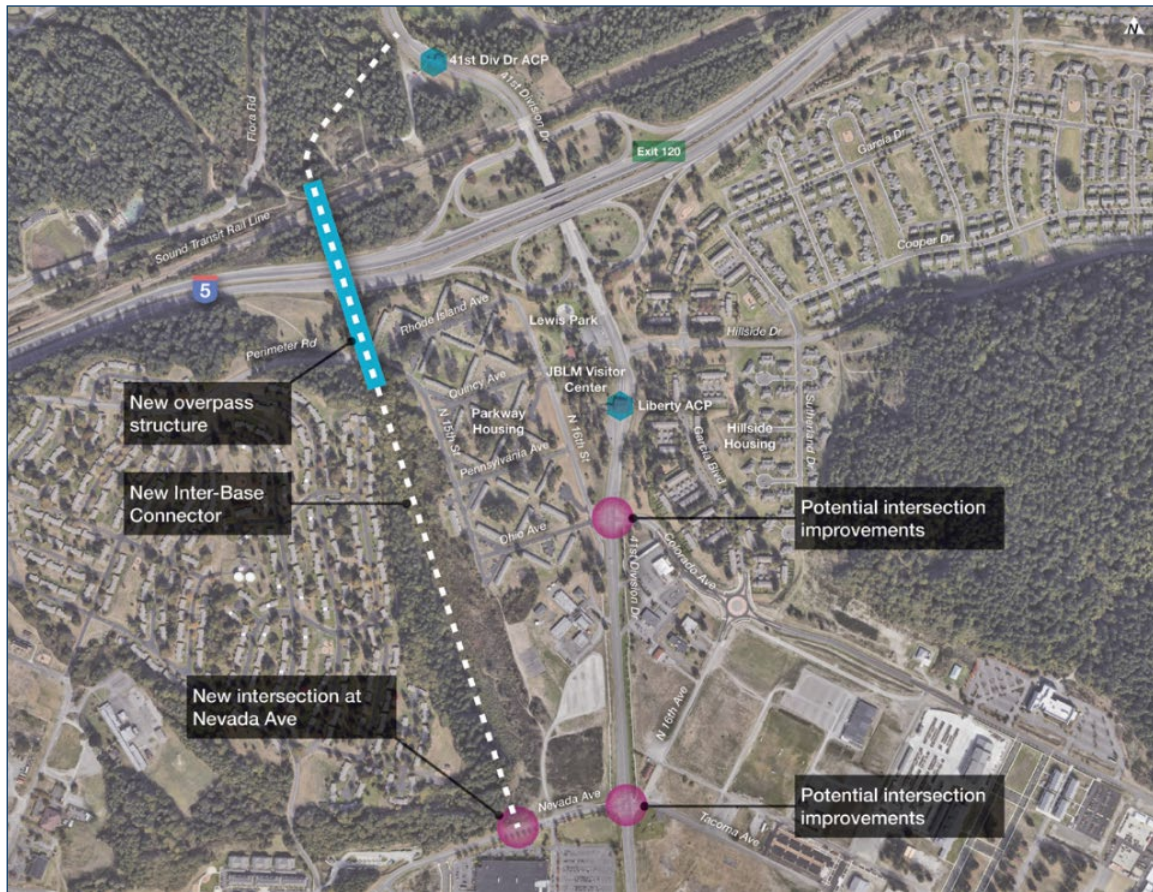 N
41st Div Dr ACP
41st Division Dr
Flora Rd
Exit 120
Garcia Dr
Sound Transit Rail Line
Cooper Dr
5
Rhode Island Ave
Lewis Park
Hillside Dr
Perimeter Rd
JBLM Visitor
Center
Quincy Ave
New overpass
structure
Liberty ACP
Parkway
Housing
N 15th St
N 16th St
Garcia Blvd
Hillside
Housing
Sutherland Dr
Pennsylvania Ave
New Inter-Base
Connector
Potential intersection
improvements
Ohio Ave
41st Division Dr
Colorado Ave
New intersection at
Nevada Ave
N 16th Ave
Nevada Ave
Potential intersection
improvements
Tacoma Ave